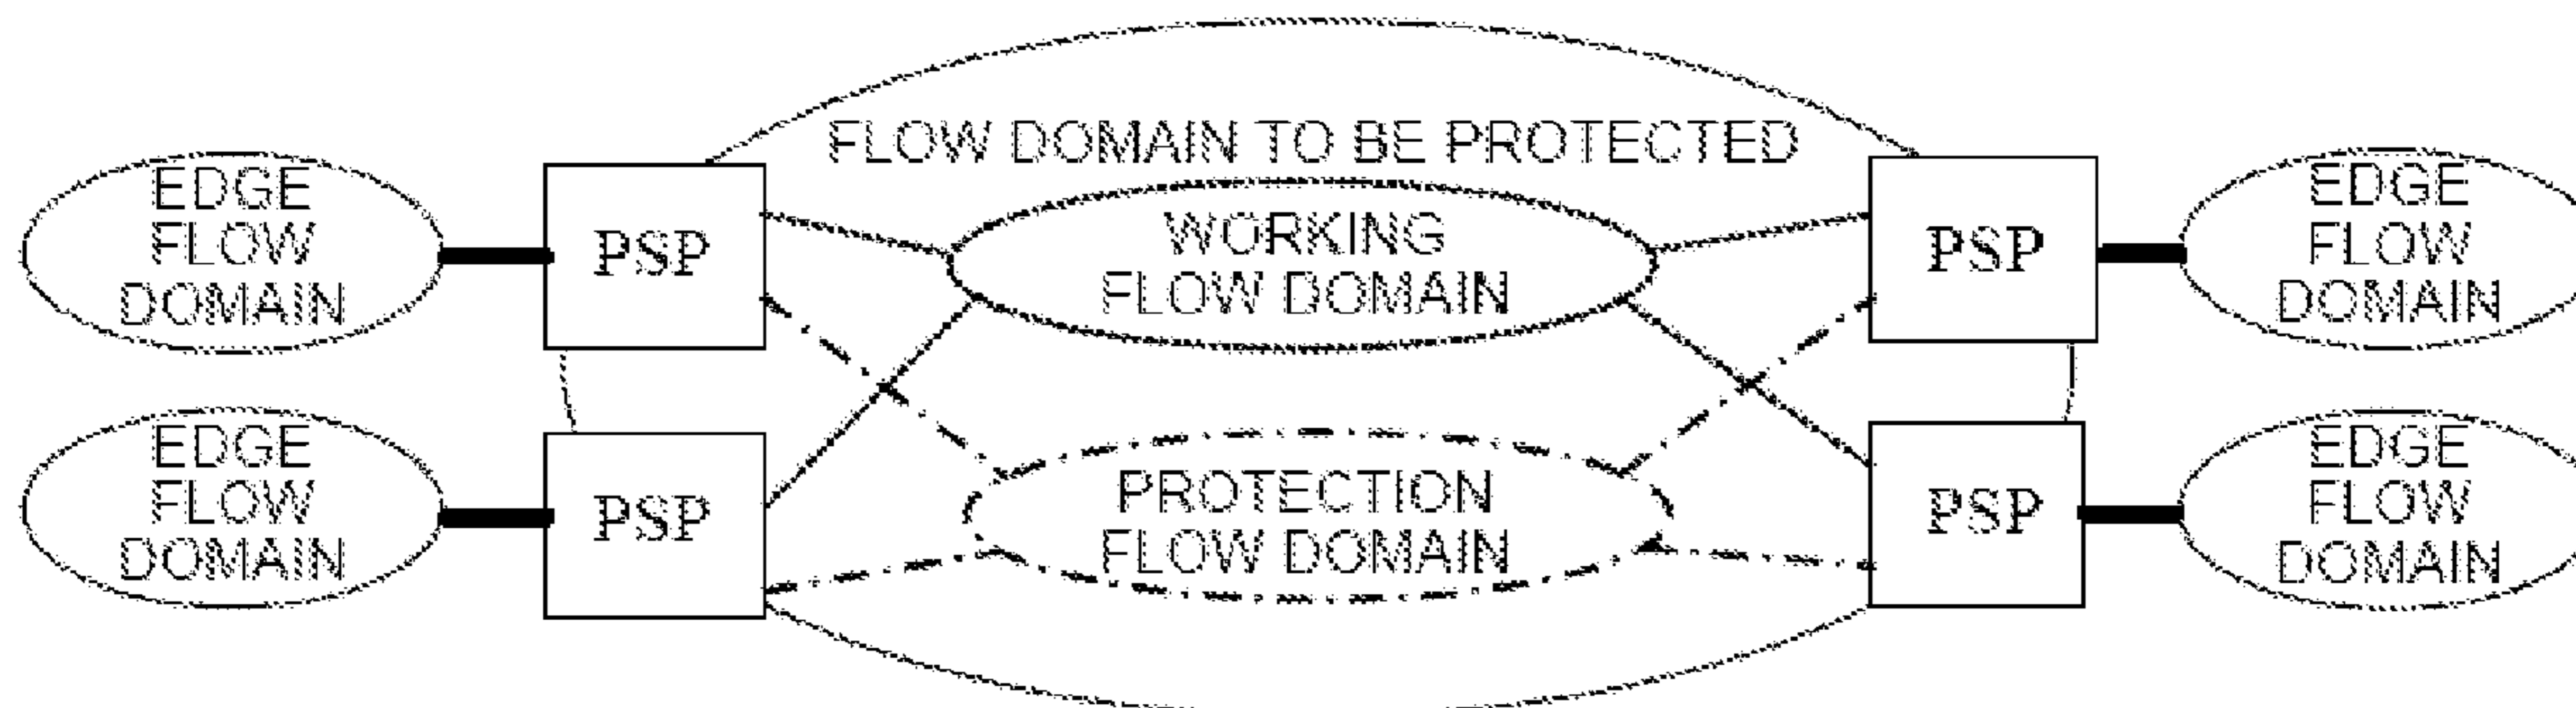 FLOW DOMAIN TO BE PROTECTED
EDGE
FLOW
DOMAIN
PSP
WORKING
FLOW DOMAIN
PSP
EDGE
FLOW
DOMAIN
EDGE
FLOW
DOMAIN
PSP
PROTECTION
FLOW DOMAIN
PSP
EDGE
FLOW
DOMAIN